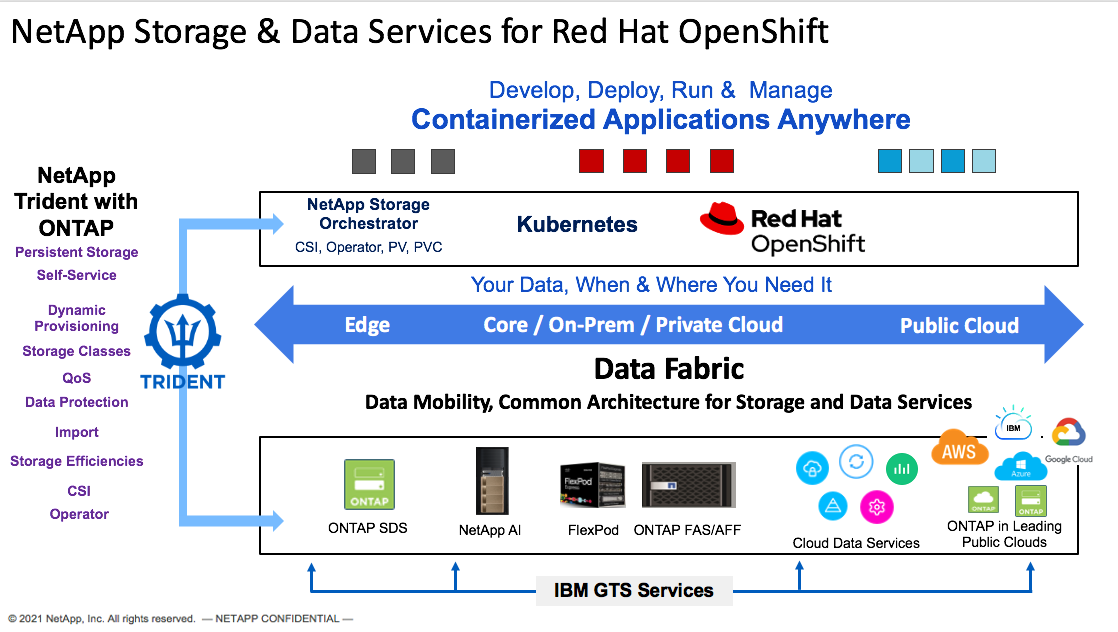 NetApp Storage & Data Services for Red Hat OpenShift
Develop, Deploy, Run & Manage
Containerized Applications Anywhere
NetApp
Trident with
ONTAP
Persistent Storage
Self-Service
Dynamic
Provisioning
Storage Classes
QoS
Data Protection
Import
Storage Efficiencies
CSI
Operator
TRIDENT
NetApp Storage
Orchestrator
CSI, Operator, PV, PVC
Kubernetes
Red Hat
OpenShift
Your Data, When & Where You Need It
Edge
Core / On-Prem / Private Cloud
Public Cloud
Data Fabric
Data Mobility, Common Architecture for Storage and Data Services
ONTAP
ONTAP SDS
NetApp AI
FlexPod
Express
FlexPod
ONTAP FAS/AFF
Cloud Data Services
AWS
IBM
Azure
Google Cloud
ONTAP
ONTAP
ONTAP in Leading
Public Clouds
IBM GTS Services
© 2021 NetApp, Inc. All rights reserved. — NETAPP CONFIDENTIAL —